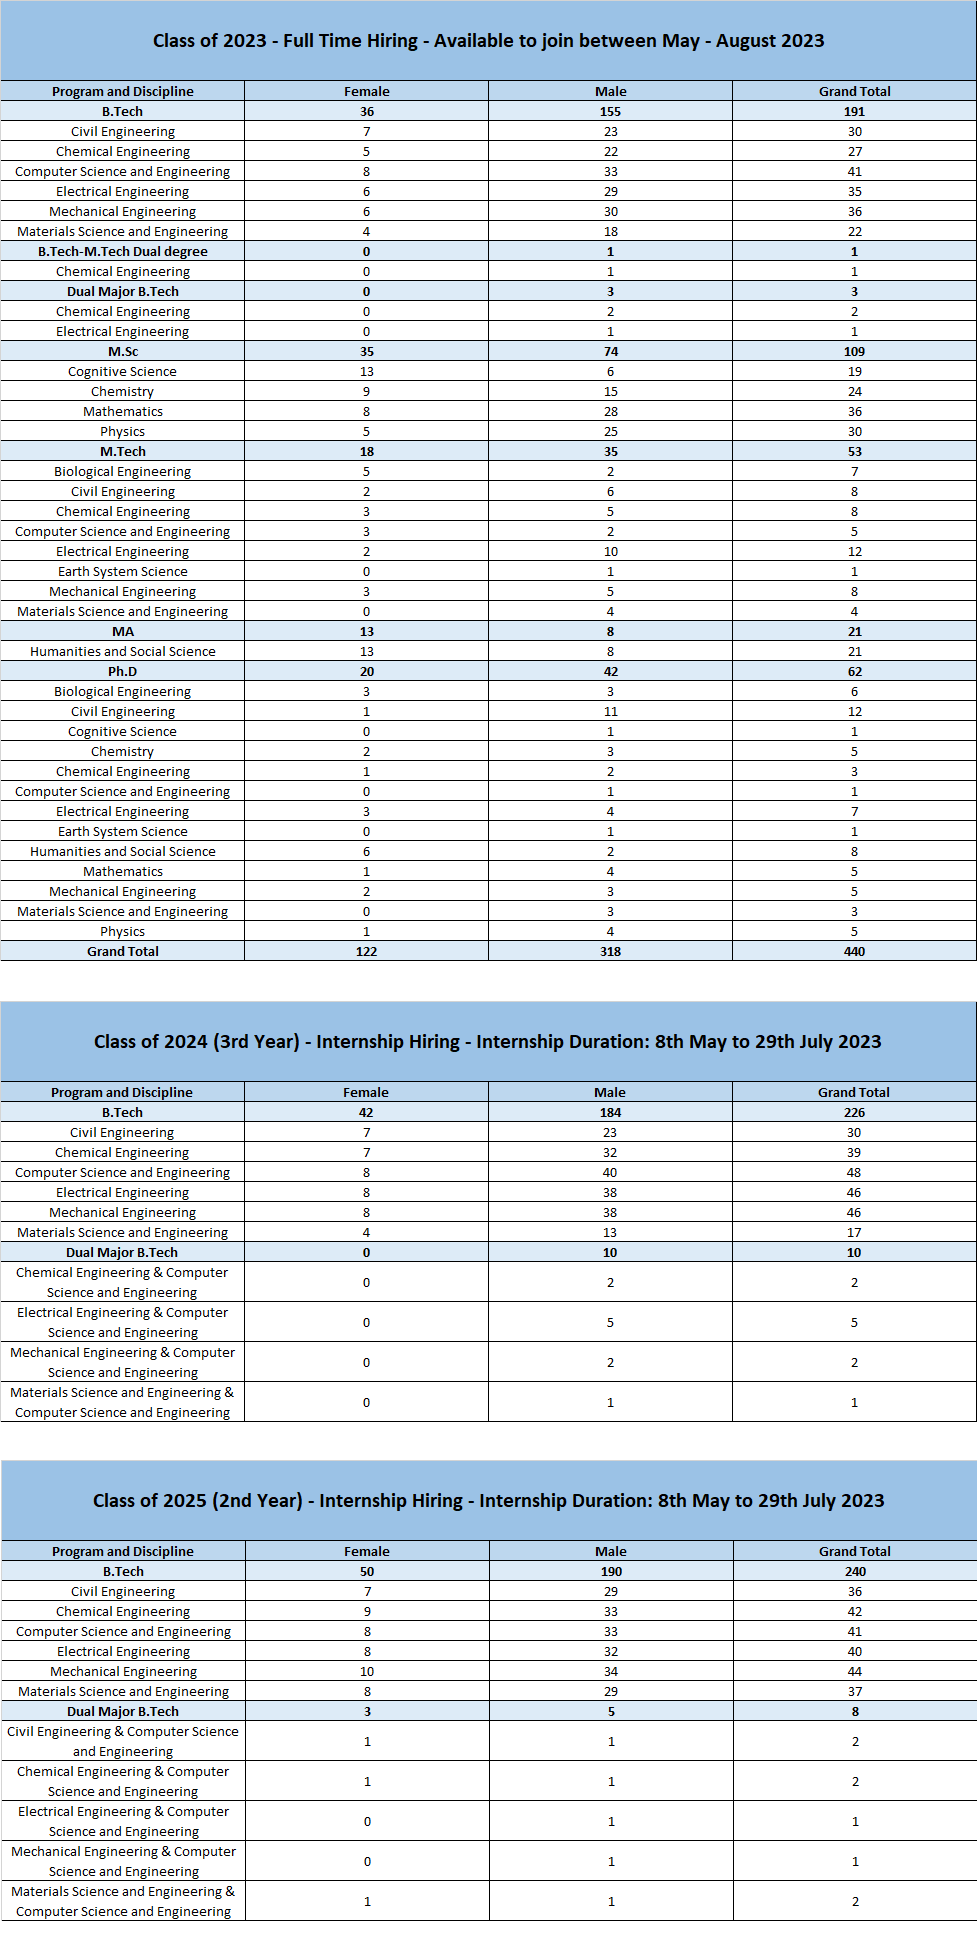 Class of 2023 - Full Time Hiring - Available to join between May - August 2023
Program and Discipline Female Male Grand Total
B.Tech 36 155 191
Civil Engineering 7 23 30
Chemical Engineering 5 22 27
Computer Science and Engineering 8 33 41
Electrical Engineering 6 29 35
Mechanical Engineering 6 30 36
Materials Science and Engineering 4 18 22
B.Tech-M.Tech Dual degree 0 1 1
Chemical Engineering 0 1 1
Dual Major B.Tech 0 3 3
Chemical Engineering 0 2 2
Electrical Engineering 0 1 1
M.Sc 35 74 109
Cognitive Science 13 6 19
Chemistry 9 15 24
Mathematics 8 28 36
Physics 5 25 30
M.Tech 18 35 53
Biological Engineering 5 2 7
Civil Engineering 2 6 8
Chemical Engineering 3 5 8
Computer Science and Engineering 3 2 5
Electrical Engineering 2 10 12
Earth System Science 0 1 1
Mechanical Engineering 3 5 8
Materials Science and Engineering 0 4 4
MA 13 8 21
Humanities and Social Science 13 8 21
Ph.D 20 42 62
Biological Engineering 3 3 6
Civil Engineering 1 11 12
Cognitive Science 0 1 1
Chemistry 2 3 5
Chemical Engineering 1 2 3
Computer Science and Engineering 0 1 1
Electrical Engineering 3 4 7
Earth System Science 0 1 1
Humanities and Social Science 6 2 8
Mathematics 1 4 5
Mechanical Engineering 2 3 5
Materials Science and Engineering 0 3 3
Physics 1 4 5
Grand Total 122 318 440
Class of 2024 (3rd Year) - Internship Hiring - Internship Duration: 8th May to 29th July 2023
Program and Discipline Female Male Grand Total
B.Tech 42 184 226
Civil Engineering 7 23 30
Chemical Engineering 7 32 39
Computer Science and Engineering 8 40 48
Electrical Engineering 8 38 46
Mechanical Engineering 8 38 46
Materials Science and Engineering 4 13 17
Dual Major B.Tech 0 10 10
Chemical Engineering & Computer
Science and Engineering 0 2 2
Electrical Engineering & Computer
Science and Engineering 0 5 5
Mechanical Engineering & Computer
Science and Engineering 0 2 2
Materials Science and Engineering &
Computer Science and Engineering 0 1 1
Class of 2025 (2nd Year) - Internship Hiring - Internship Duration: 8th May to 29th July 2023
Program and Discipline Female Male Grand Total
B.Tech 50 190 240
Civil Engineering 7 29 36
Chemical Engineering 9 33 42
Computer Science and Engineering 8 33 41
Electrical Engineering 8 32 40
Mechanical Engineering 10 34 44
Materials Science and Engineering 8 29 37
Dual Major B.Tech 3 5 8
Civil Engineering & Computer Science
and Engineering 1 1 2
Chemical Engineering & Computer
Science and Engineering 1 1 2
Electrical Engineering & Computer
Science and Engineering 0 1 1
Mechanical Engineering & Computer
Science and Engineering 0 1 1
Materials Science and Engineering &
Computer Science and Engineering 1 1 2